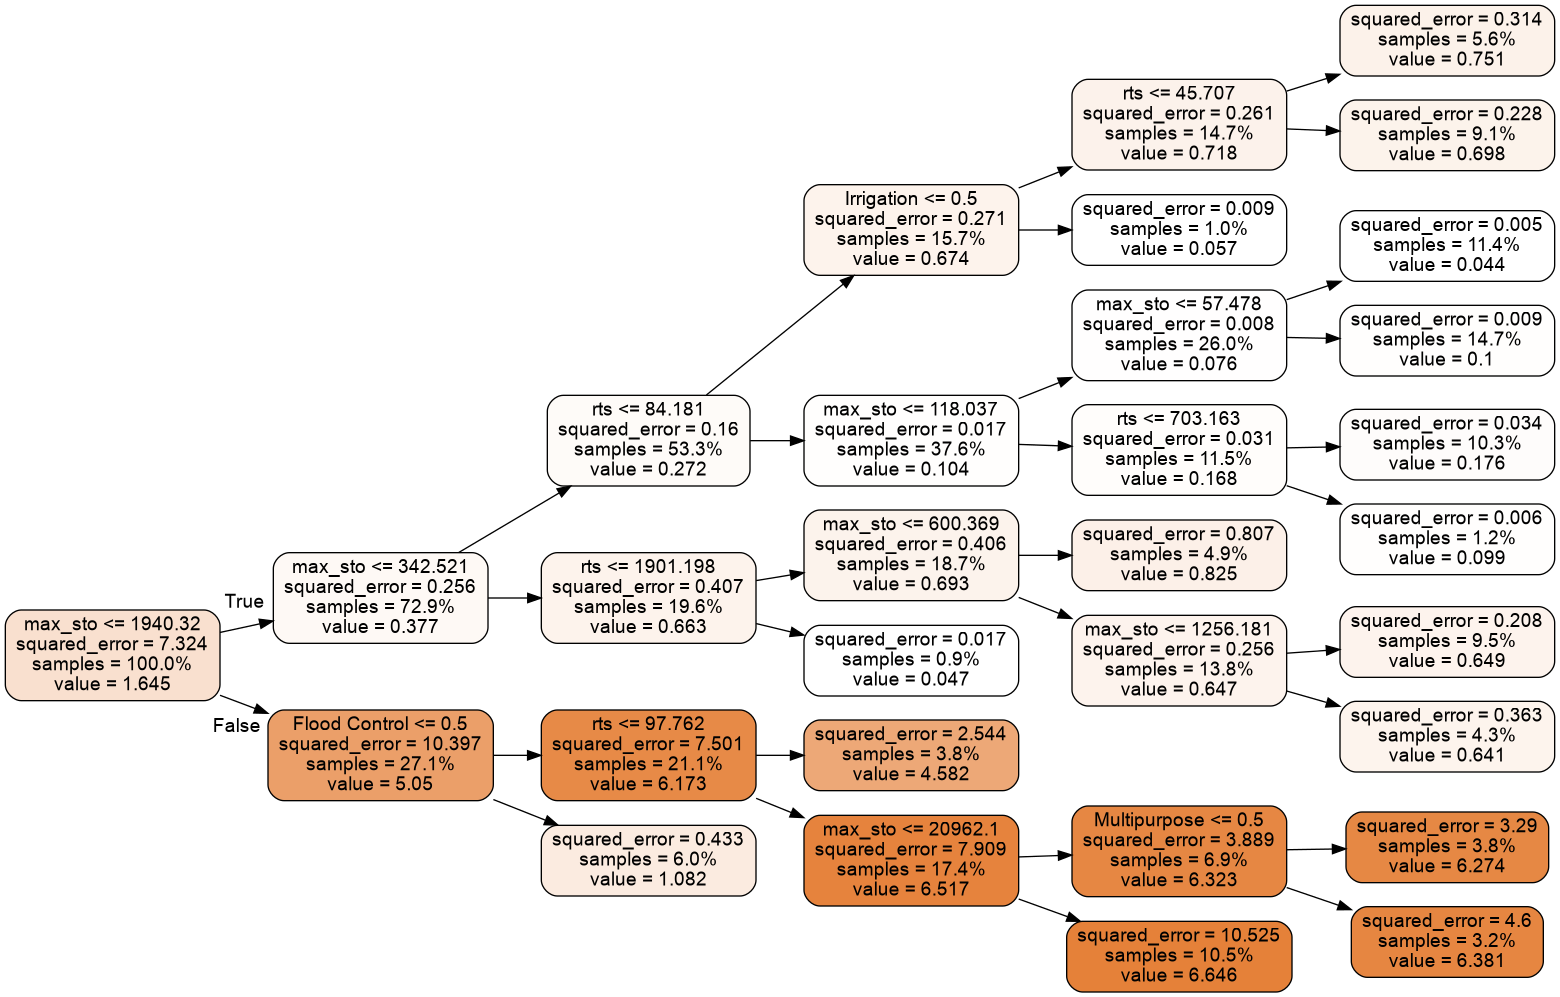 max_sto <= 1940.32
squared_error = 7.324
samples = 100.0%
value = 1.645
True
False
max_sto <= 342.521
squared_error = 0.256
samples = 72.9%
value = 0.377
Flood Control <= 0.5
squared_error = 10.397
samples = 27.1%
value = 5.05
rts <= 84.181
squared_error = 0.16
samples = 53.3%
value = 0.272
rts <= 1901.198
squared_error = 0.407
samples = 19.6%
value = 0.663
rts <= 97.762
squared_error = 7.501
samples = 21.1%
value = 6.173
squared_error = 0.433
samples = 6.0%
value = 1.082
Irrigation <= 0.5
squared_error = 0.271
samples = 15.7%
value = 0.674
max_sto <= 118.037
squared_error = 0.017
samples = 37.6%
value = 0.104
max_sto <= 600.369
squared_error = 0.406
samples = 18.7%
value = 0.693
squared_error = 0.017
samples = 0.9%
value = 0.047
squared_error = 2.544
samples = 3.8%
value = 4.582
max_sto <= 20962.1
squared_error = 7.909
samples = 17.4%
value = 6.517
rts <= 45.707
squared_error = 0.261
samples = 14.7%
value = 0.718
squared_error = 0.009
samples = 1.0%
value = 0.057
max_sto <= 57.478
squared_error = 0.008
samples = 26.0%
value = 0.076
rts <= 703.163
squared_error = 0.031
samples = 11.5%
value = 0.168
squared_error = 0.807
samples = 4.9%
value = 0.825
max_sto <= 1256.181
squared_error = 0.256
samples = 13.8%
value = 0.647
Multipurpose <= 0.5
squared_error = 3.889
samples = 6.9%
value = 6.323
squared_error = 10.525
samples = 10.5%
value = 6.646
squared_error = 0.314
samples = 5.6%
value = 0.751
squared_error = 0.228
samples = 9.1%
value = 0.698
squared_error = 0.005
samples = 11.4%
value = 0.044
squared_error = 0.009
samples = 14.7%
value = 0.1
squared_error = 0.034
samples = 10.3%
value = 0.176
squared_error = 0.006
samples = 1.2%
value = 0.099
squared_error = 0.208
samples = 9.5%
value = 0.649
squared_error = 0.363
samples = 4.3%
value = 0.641
squared_error = 3.29
samples = 3.8%
value = 6.274
squared_error = 4.6
samples = 3.2%
value = 6.381